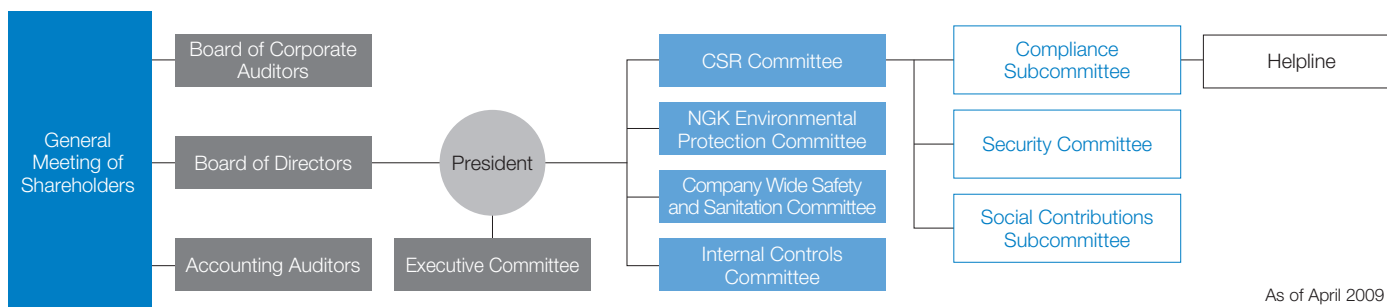 General
Meeting of
Shareholders
Board of Corporate
Auditors
Board of Directors
Accounting Auditors
President
Executive Committee
CSR Committee
NGK Environmental
Protection Committee
Company Wide Safety
and Sanitation Committee
Internal Controls
Committee
Compliance
Subcommittee
Security Committee
Social Contributions
Subcommittee
Helpline
As of April 2009